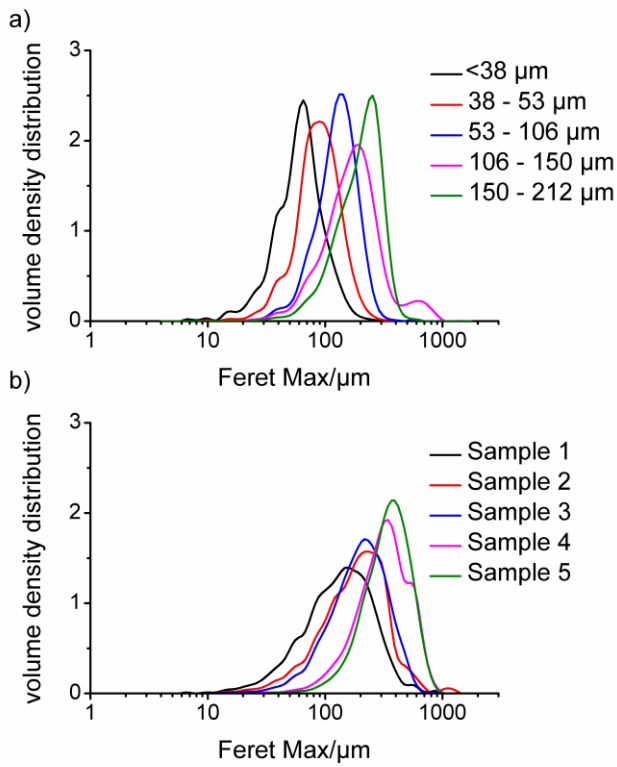 a)
volume density distribution
3
2
1
0
<38 µm
38 - 53 µm
53 - 106 µm
106 - 150 µm
150 - 212 µm
1 10 100 1000
Feret Max/µm
b)
volume density distribution
3
2
1
0
Sample 1
Sample 2
Sample 3
Sample 4
Sample 5
1 10 100 1000
Feret Max/µm